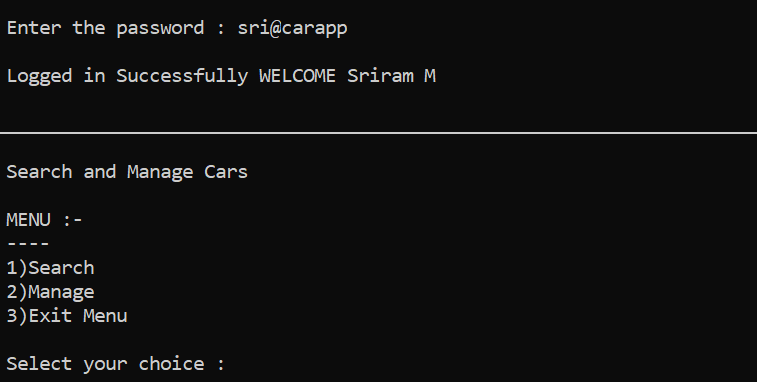 Enter the password : sri@carapp
Logged in Successfully WELCOME Sriram M
Search and Manage Cars
MENU :-
----
1)Search
2)Manage
3)Exit Menu
Select your choice :